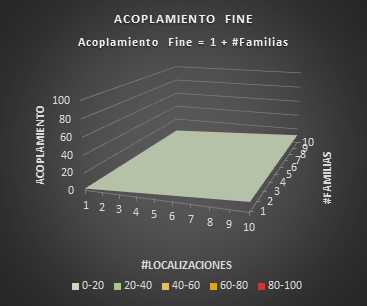 ACOPLAMIENTO FINE
Acoplamiento Fine = 1 + #Familias
ACOPLAMIENTO
100
80
60
40
20
0
1 2 3 4 5 6 7 8 9 10
1
2
3
4
5
6
7
8
9
10
#FAMILIAS
#LOCALIZACIONES
0-20 20-40 40-60 60-80 80-100